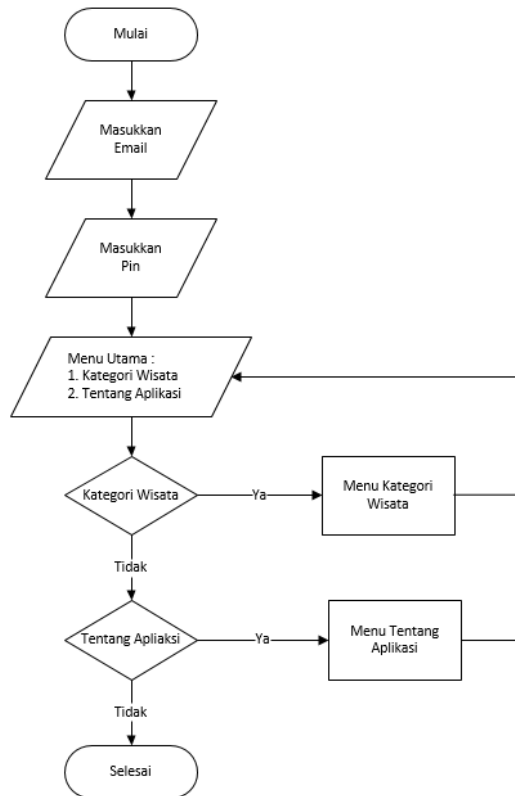 Mulai
Masukkan
Email
Masukkan
Pin
Menu Utama :
1. Kategori Wisata
2. Tentang Aplikasi
Kategori Wisata
Ya
Menu Kategori
Wisata
Tidak
Tentang Apliaksi
Ya
Menu Tentang
Aplikasi
Tidak
Selesai